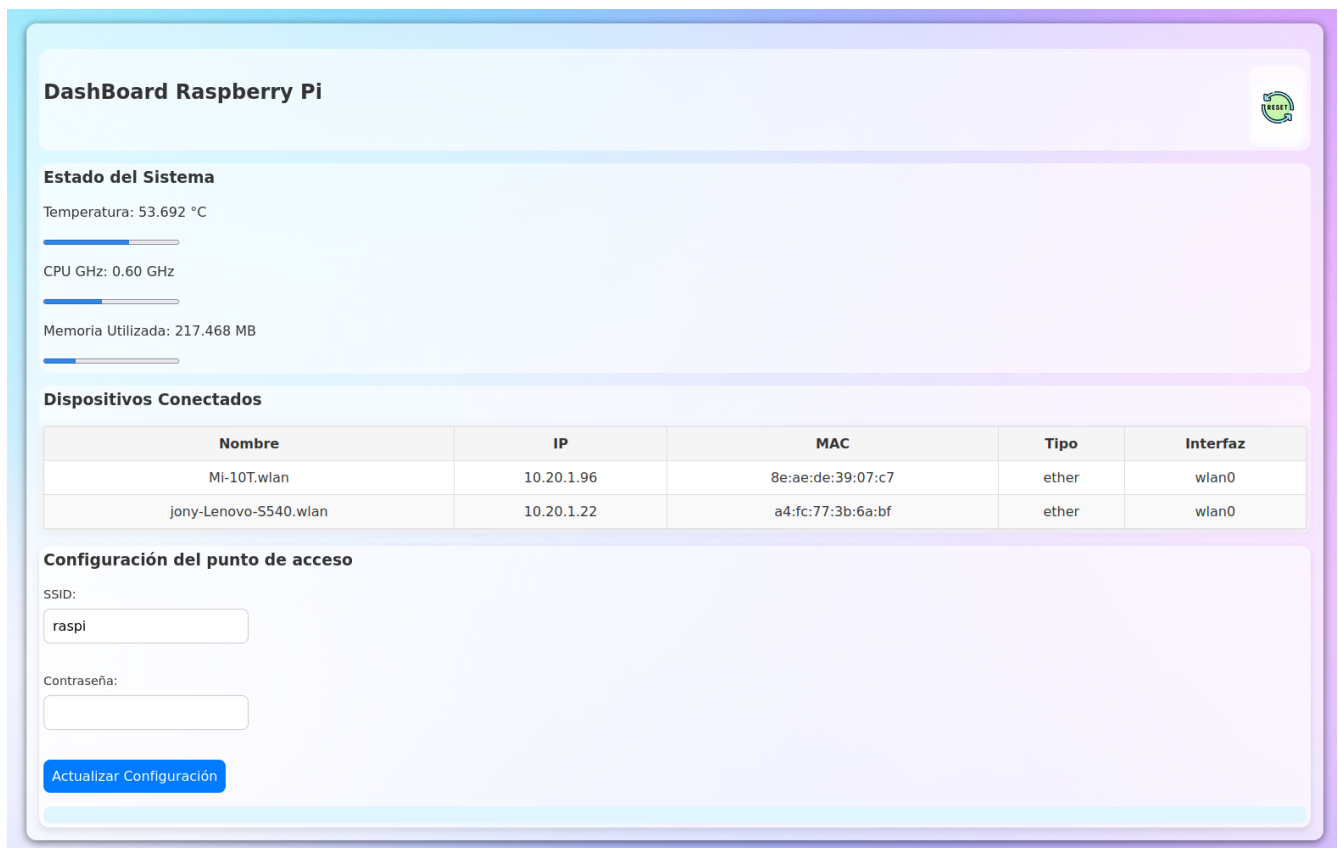 DashBoard Raspberry Pi
RESET
Estado del Sistema
Temperatura: 53.692 °C
CPU GHz: 0.60 GHz
Memoria Utilizada: 217.468 MB
Dispositivos Conectados
Nombre IP MAC Tipo Interfaz
Mi-10T.wlan 10.20.1.96 8e:ae:de:39:07:c7 ether wlan0
jony-Lenovo-S540.wlan 10.20.1.22 a4:fc:77:3b:6a:bf ether wlan0
Configuración del punto de acceso
SSID:
raspi
Contraseña:
Actualizar Configuración